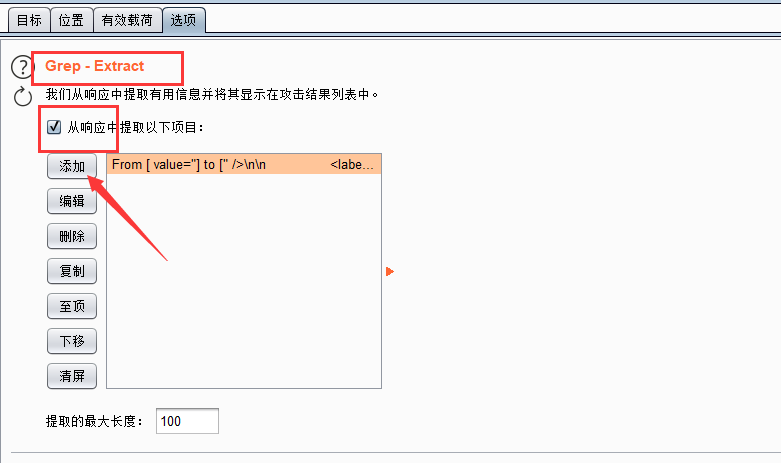 目标 位置 有效载荷 选项
Grep - Extract
我们从响应中提取有用信息并将其显示在攻击结果列表中。
从响应中提取以下项目:
添加
From [ value="] to [" />\n\n <labe...
编辑
删除
复制
至顶
下移
清屏
提取的最大长度: 100